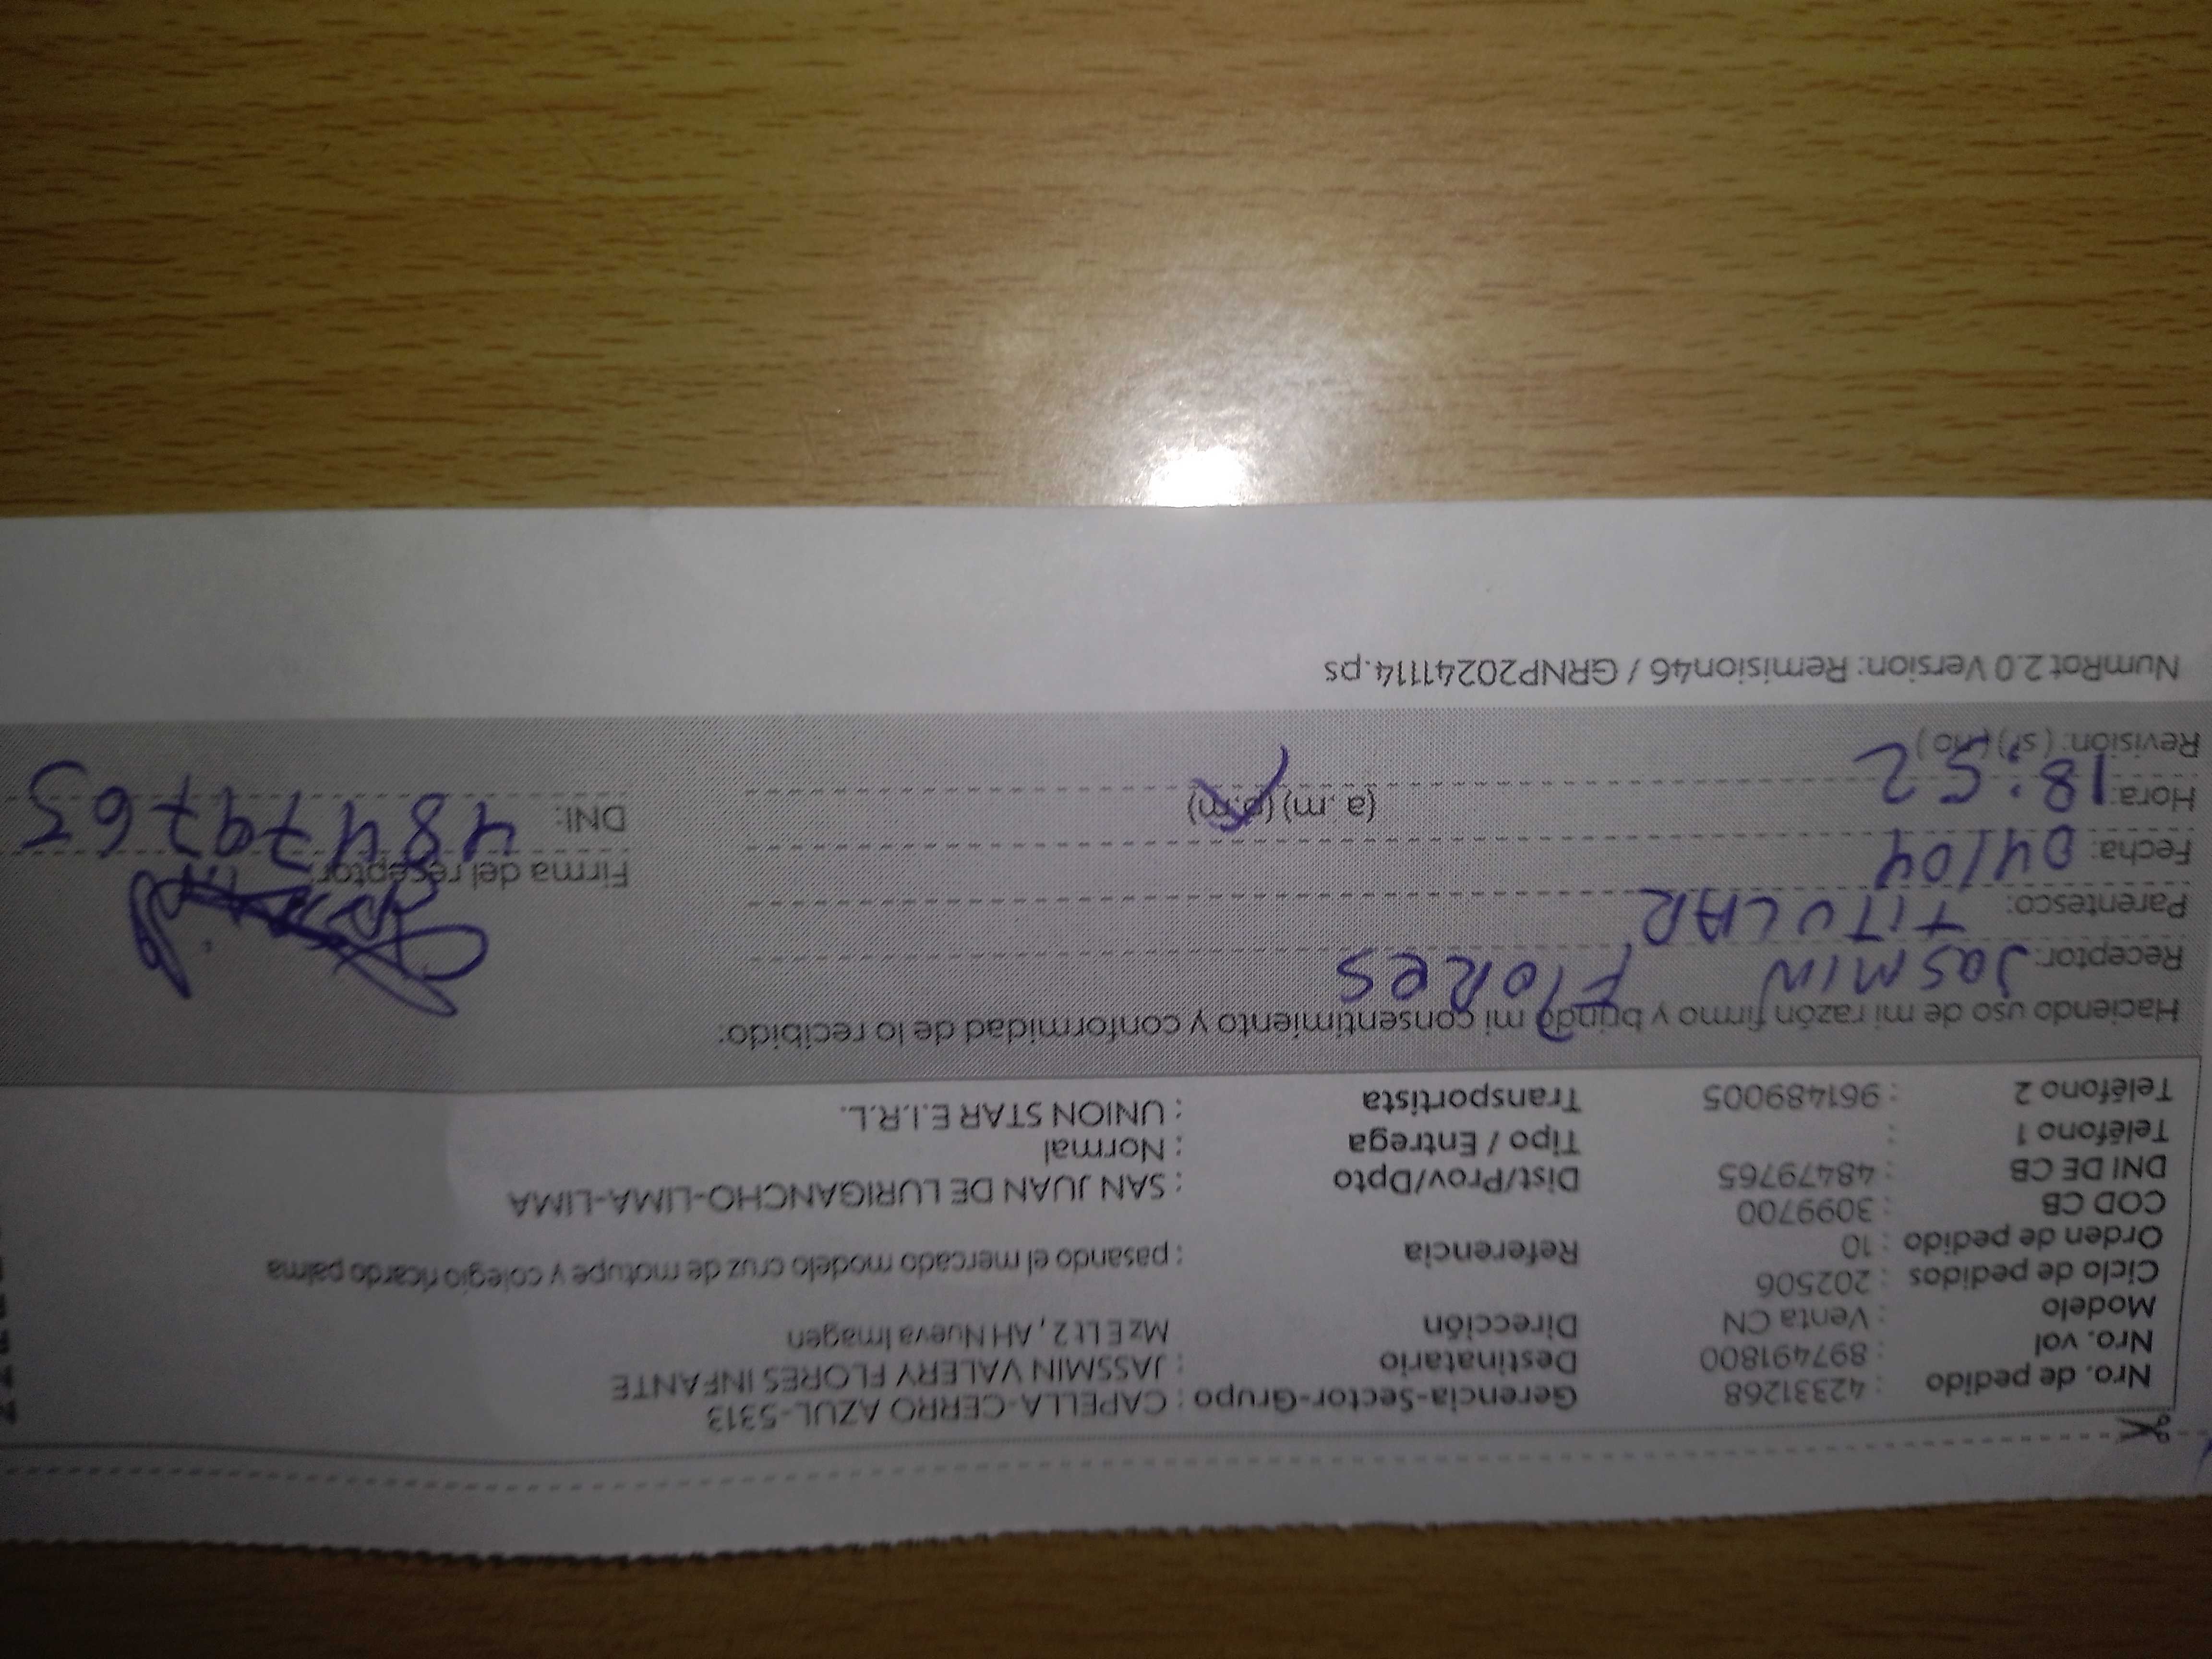 Nro. de pedido : 42331268 Gerencia-Sector-Grupo : CAPELLA-CERRO AZUL-5313
Nro. vol : 897491800 Destinatario : JASSMIN VALERY FLORES INFANTE
Modelo : Venta CN Dirección MzE Lt 2 , AH Nueva Imagen
Ciclo de pedidos : 202506
Orden de pedido : 10 Referencia : pasando el mercado modelo cruz de motupe y colegio ricardo palma
COD CB : 3099700
DNI DE CB : 48479765 Dist/Prov/Dpto : SAN JUAN DE LURIGANCHO-LIMA-LIMA
Teléfono 1 : Tipo / Entrega : Normal
Teléfono 2 : 961489005 Transportista : UNION STAR E.I.R.L.
Haciendo uso de mi razón firmo y brindo mi consentimiento y conformidad de lo recibido:
Receptor: Jasmin Flores
Parentesco: TITULAR
Fecha: 04/04 Firma del receptor:
Hora: 18:52 (a.m) (p.m) DNI: 48479765
Revisión: (si) (no)
NumRot 2.0 Version: Remision46 / GRNP20241114.ps